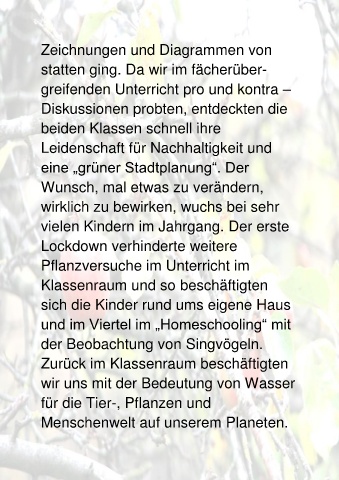 Zeichnungen und Diagrammen von
statten ging. Da wir im fächerüber-
greifenden Unterricht pro und kontra –
Diskussionen probten, entdeckten die
beiden Klassen schnell ihre
Leidenschaft für Nachhaltigkeit und
eine „grüner Stadtplanung“. Der
Wunsch, mal etwas zu verändern,
wirklich zu bewirken, wuchs bei sehr
vielen Kindern im Jahrgang. Der erste
Lockdown verhinderte weitere
Pflanzversuche im Unterricht im
Klassenraum und so beschäftigten
sich die Kinder rund ums eigene Haus
und im Viertel im „Homeschooling“ mit
der Beobachtung von Singvögeln.
Zurück im Klassenraum beschäftigten
wir uns mit der Bedeutung von Wasser
für die Tier-, Pflanzen und
Menschenwelt auf unserem Planeten.